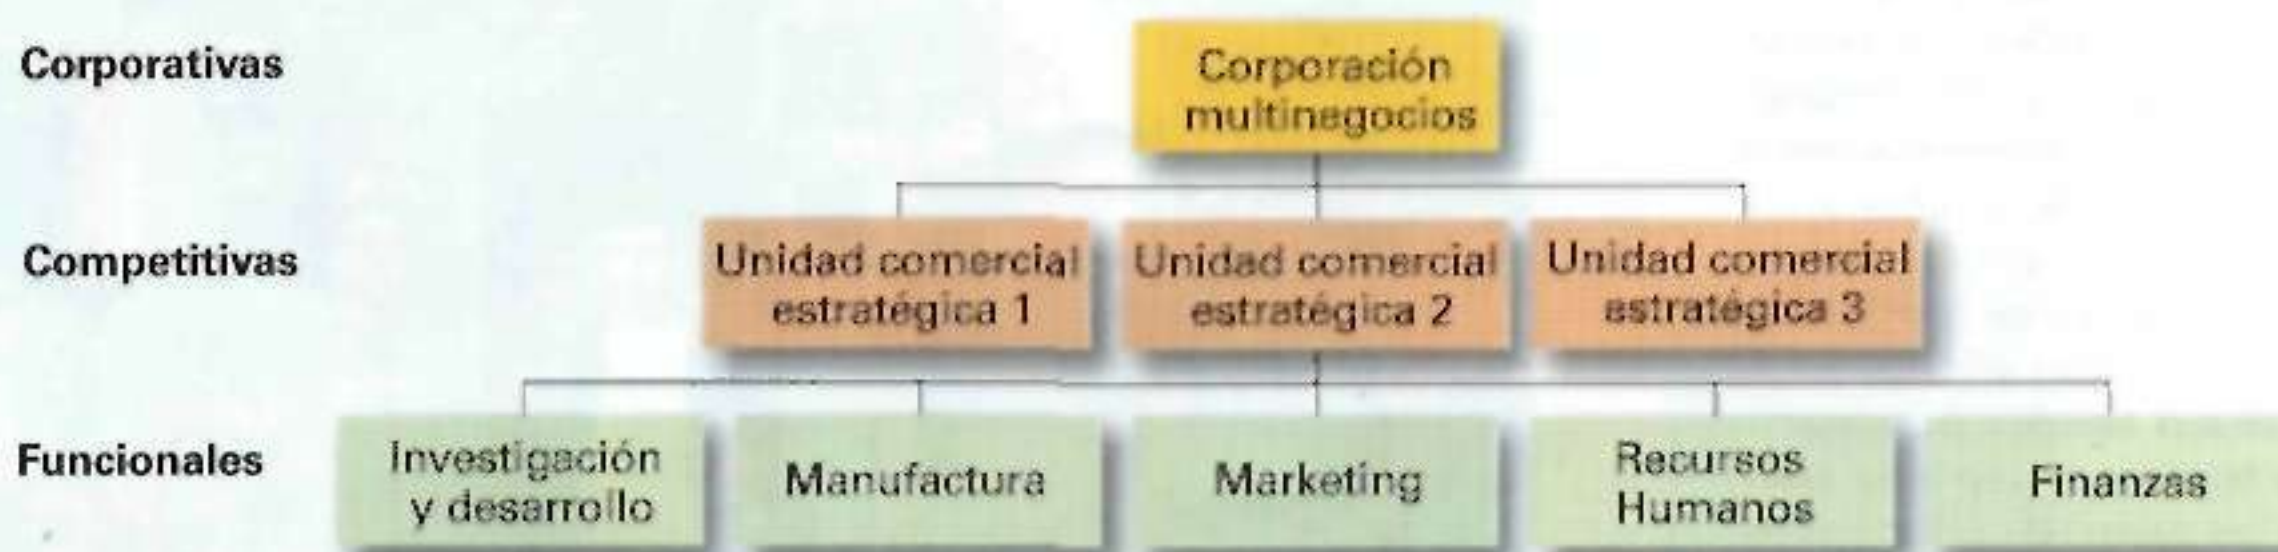 Corporativas
Corporación
multinegocios
Competitivas
Unidad comercial
estratégica 1
Unidad comercial
estratégica 2
Unidad comercial
estratégica 3
Funcionales
Investigación
y desarrollo
Manufactura
Marketing
Recursos
Humanos
Finanzas